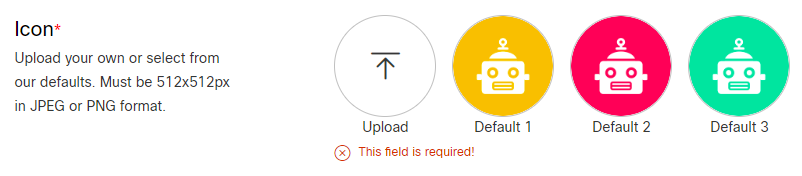 Icon*
Upload your own or select from
our defaults. Must be 512x512px
in JPEG or PNG format.
Upload
Default 1
Default 2
Default 3
This field is required!